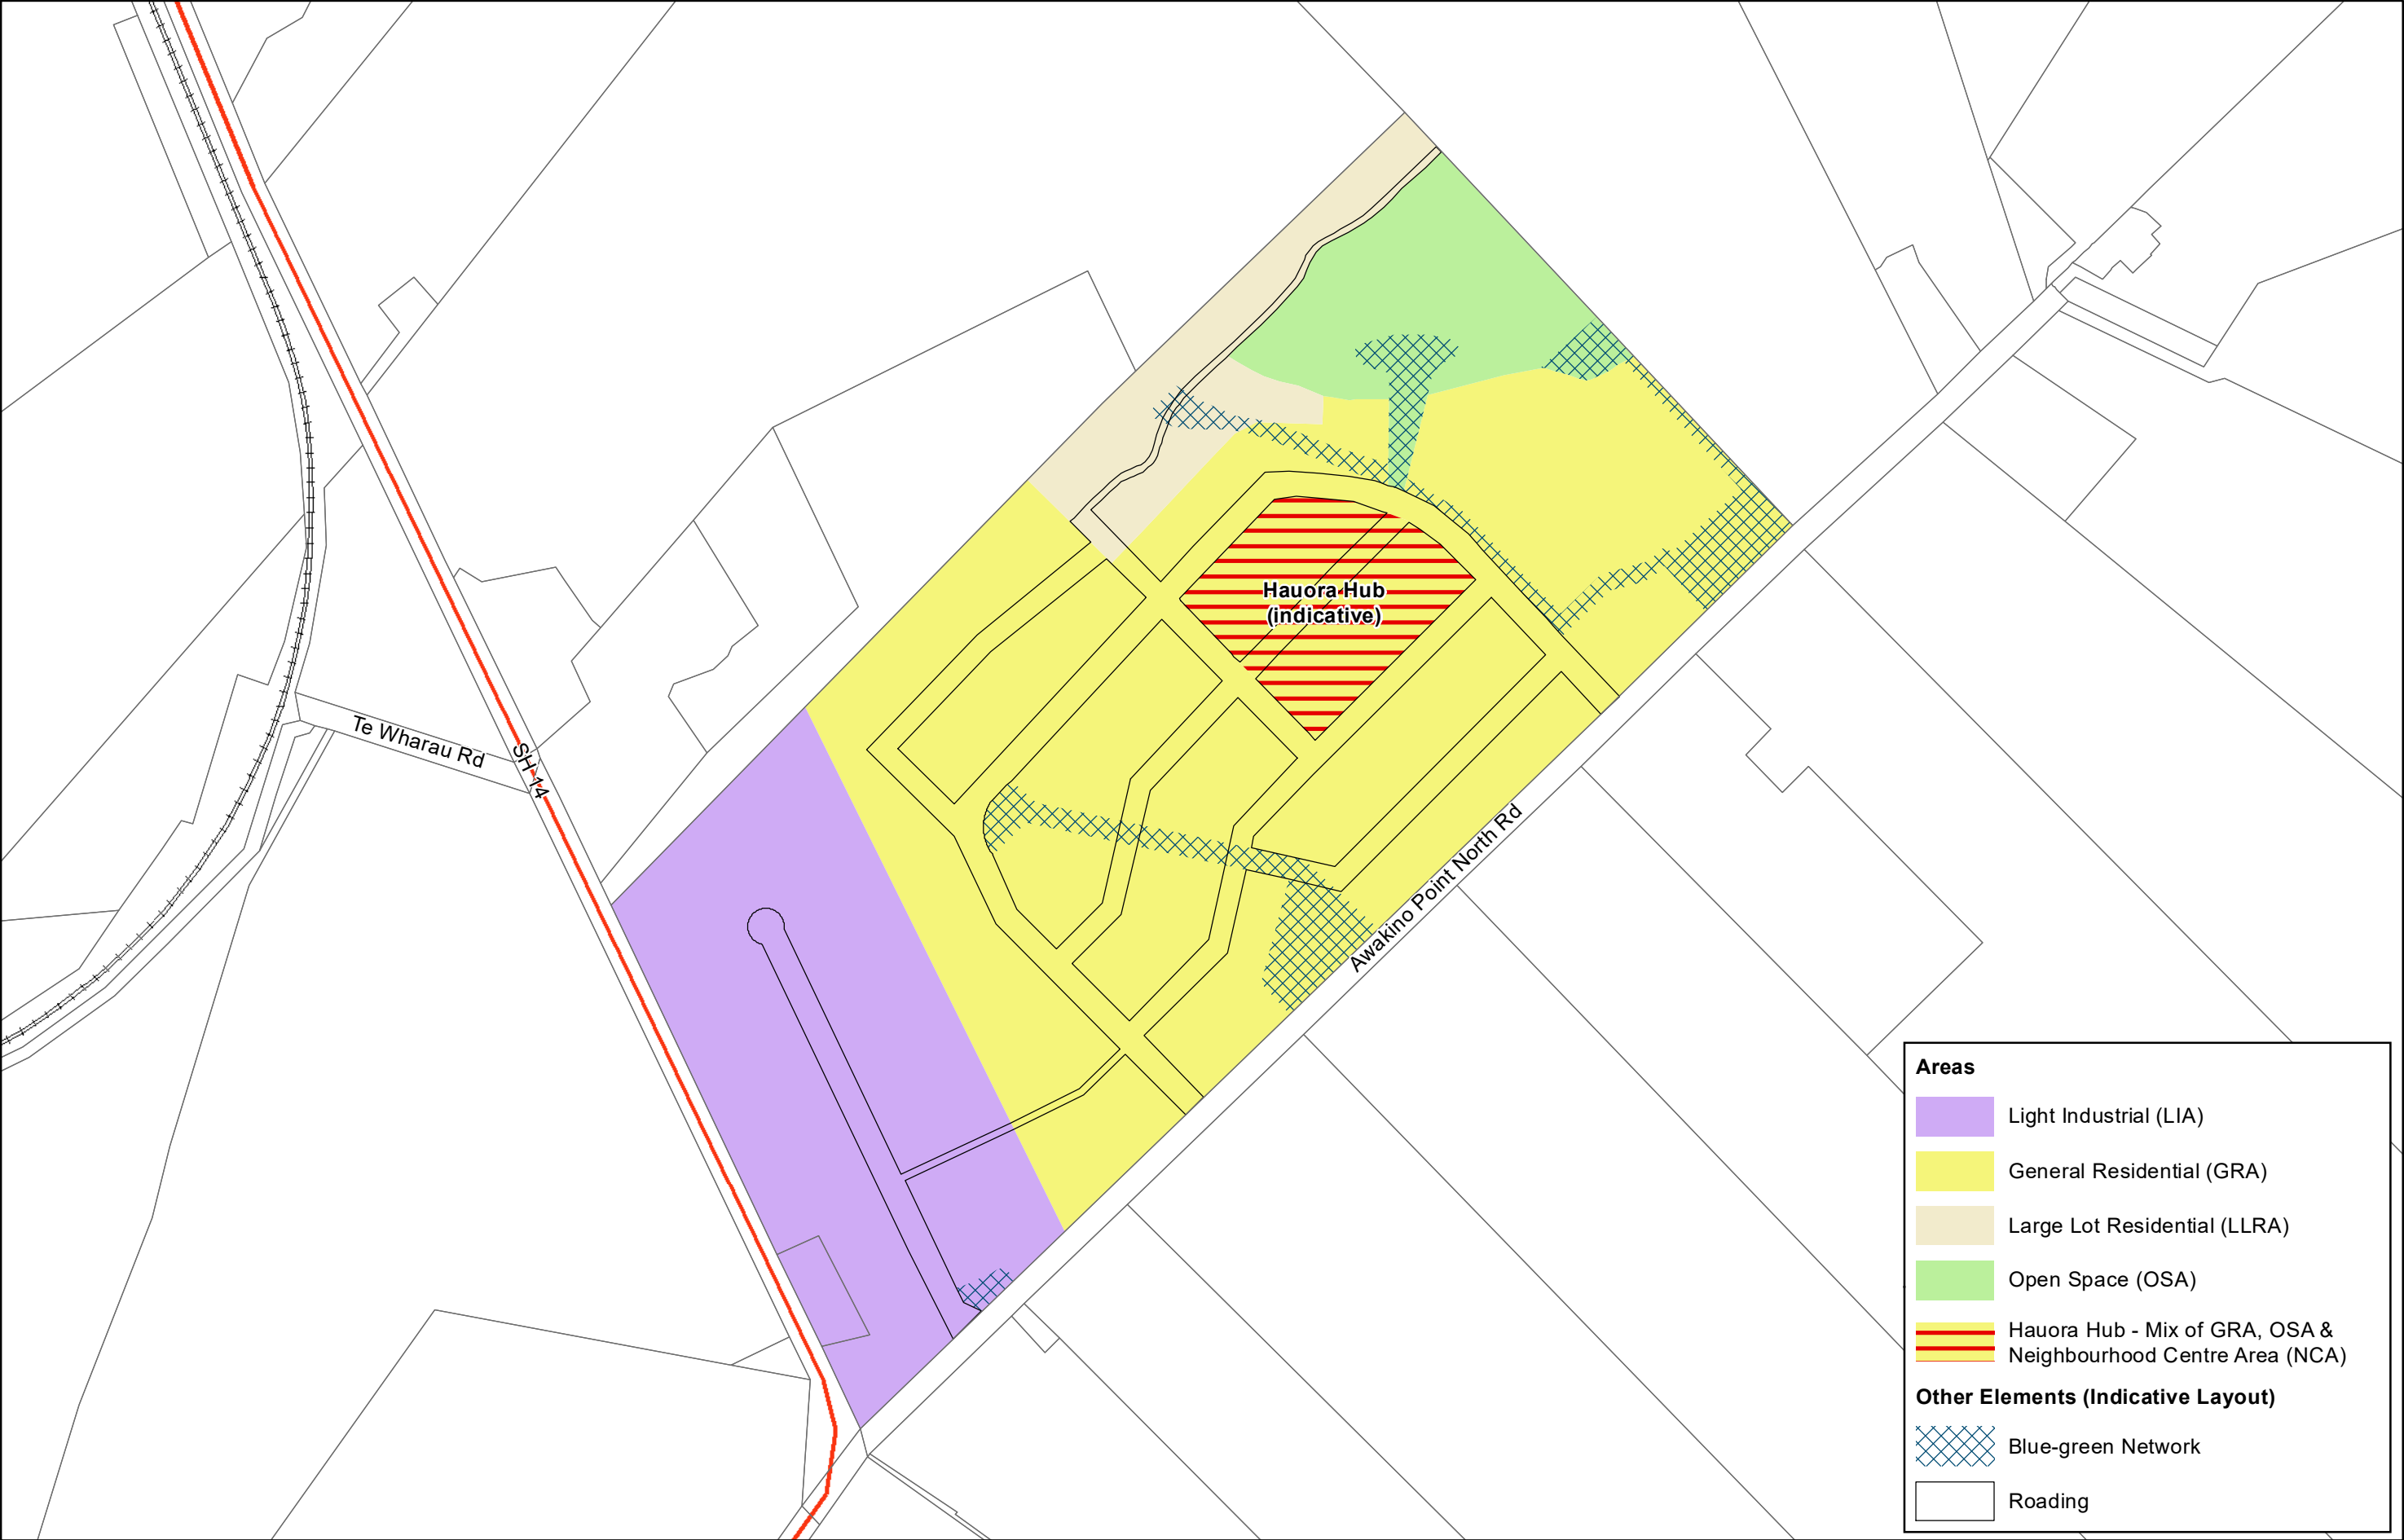 Hauora Hub
(indicative)
Te Wharau Rd
SH 14
Awakino Point North Rd
Areas
Light Industrial (LIA)
General Residential (GRA)
Large Lot Residential (LLRA)
Open Space (OSA)
Hauora Hub - Mix of GRA, OSA &
Neighbourhood Centre Area (NCA)
Other Elements (Indicative Layout)
Blue-green Network
Roading